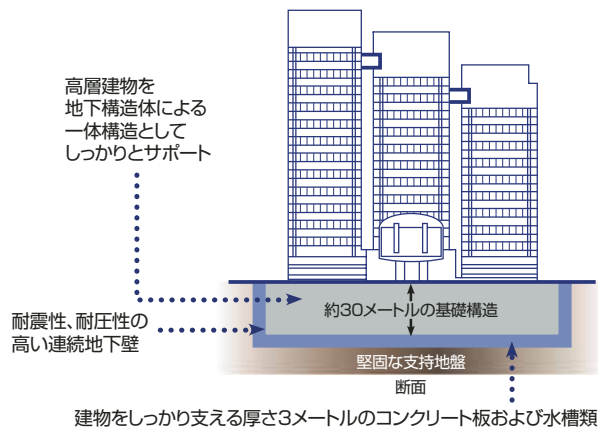 高層建物を
地下構造体による
一体構造として
しっかりとサポート
約30メートルの基礎構造
耐震性、耐圧性の
高い連続地下壁
堅固な支持地盤
断面
建物をしっかり支える厚さ3メートルのコンクリート板および水槽類